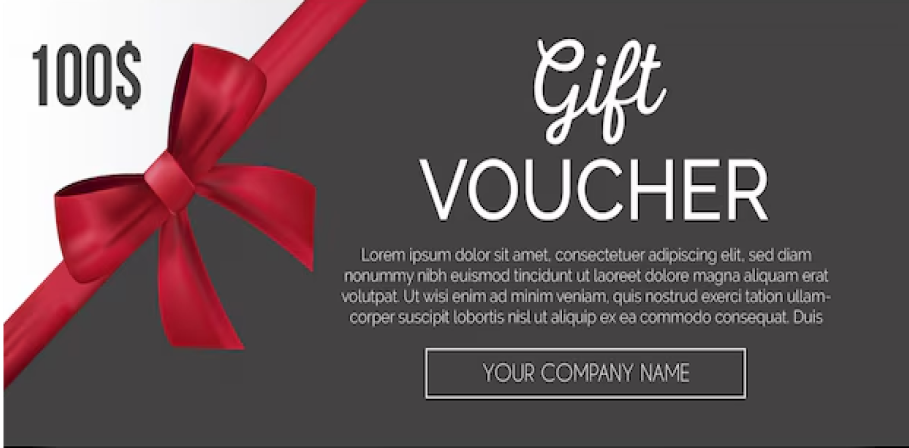 100$
Gift
VOUCHER
Lorem ipsum dolor sit amet, consectetuer adipiscing elit, sed diam
nonummy nibh euismod tincidunt ut laoreet dolore magna aliquam erat
volutpat. Ut wisi enim ad minim veniam, quis nostrud exerci tation ullam-
corper suscipit lobortis nisl ut aliquip ex ea commodo consequat. Duis
YOUR COMPANY NAME